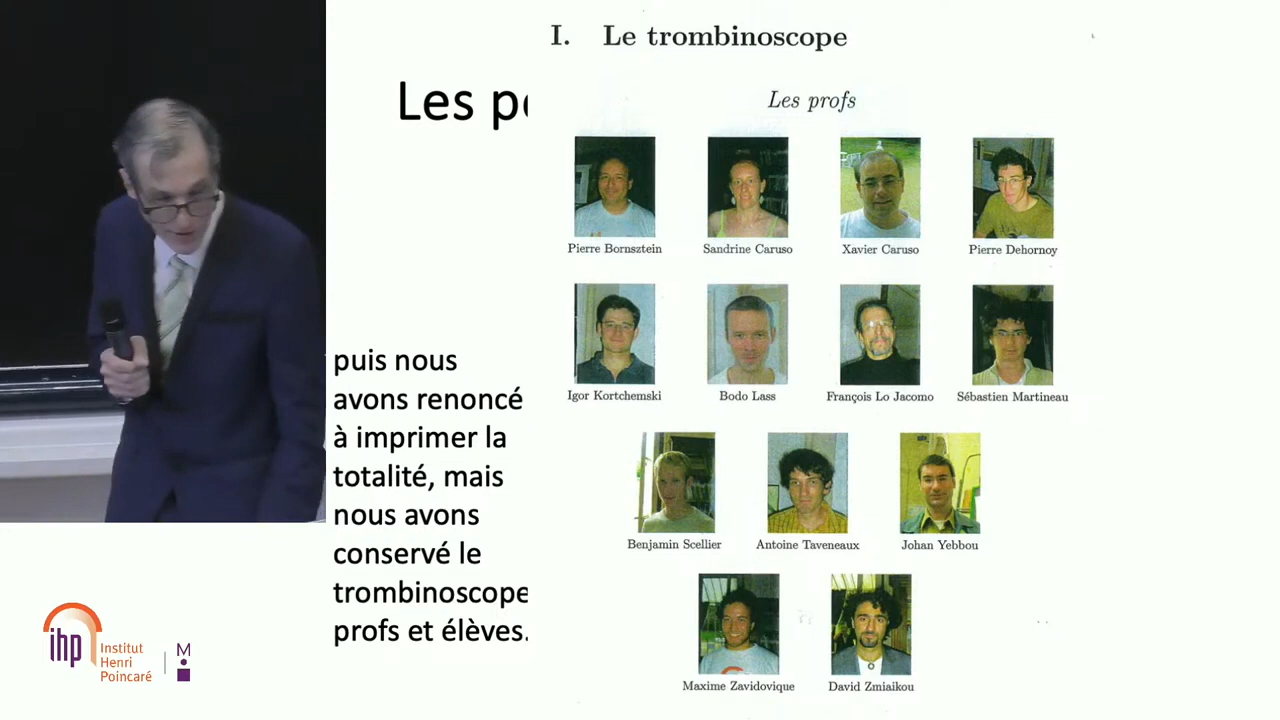 I. Le trombinoscope
Les profs
Les po
Pierre Bornsztein
Sandrine Caruso
Xavier Caruso
Pierre Dehornoy
Igor Kortchemski
Bodo Lass
François Lo Jacomo
Sébastien Martineau
Benjamin Scellier
Antoine Taveneaux
Johan Yebbou
Maxime Zavidovique
David Zmiaikou
puis nous
avons renoncé
à imprimer la
totalité, mais
nous avons
conservé le
trombinoscope
profs et élèves.
ihp Institut
Henri
Poincaré
M